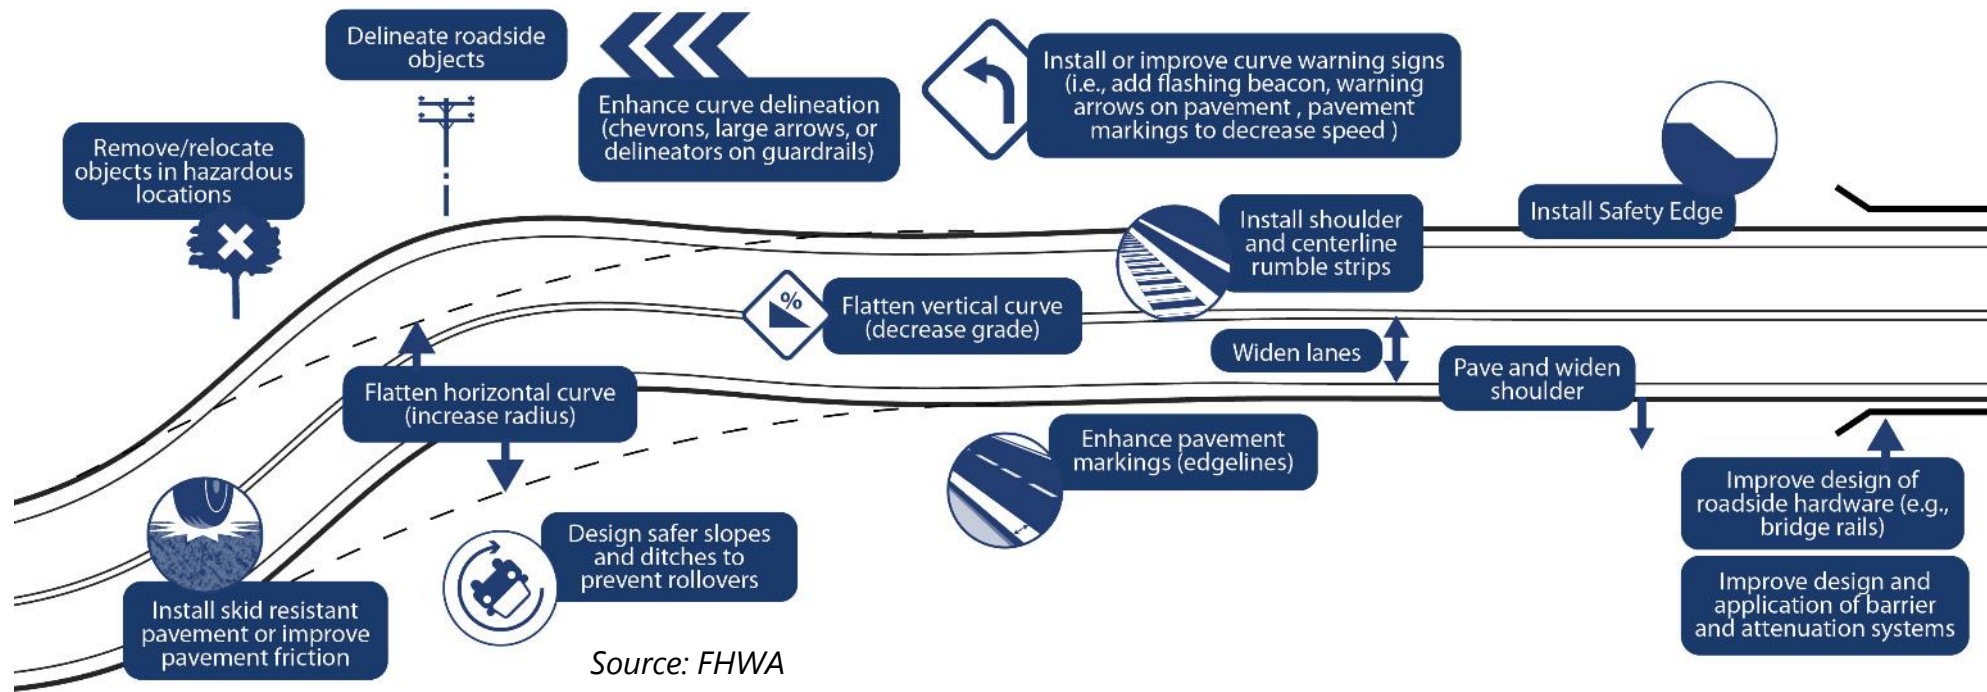 Delineate roadside
objects
Enhance curve delineation
(chevrons, large arrows, or
delineators on guardrails)
Install or improve curve warning signs
(i.e., add flashing beacon, warning
arrows on pavement , pavement
markings to decrease speed )
Remove/relocate
objects in hazardous
locations
Install shoulder
and centerline
rumble strips
Install Safety Edge
%
Flatten vertical curve
(decrease grade)
Widen lanes
Pave and widen
shoulder
Flatten horizontal curve
(increase radius)
Enhance pavement
markings (edgelines)
Improve design of
roadside hardware (e.g.,
bridge rails)
Design safer slopes
and ditches to
prevent rollovers
Install skid resistant
pavement or improve
pavement friction
Improve design and
application of barrier
and attenuation systems
Source: FHWA